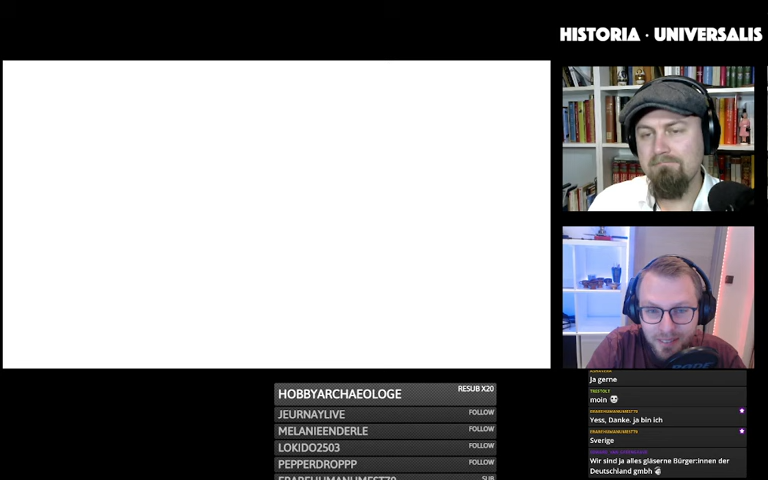 HISTORIA · UNIVERSALIS
HOBBYARCHAEOLOGE RESUB X20
JEURNAYLIVE FOLLOW
MELANIEENDERLE FOLLOW
LOKIDO2503 FOLLOW
PEPPERDROPPP FOLLOW
SUB
Ja gerne
moin
Yess, Danke. ja bin ich
Sverige
Wir sind ja alles gläserne Bürger:innen der
Deutschland gmbh